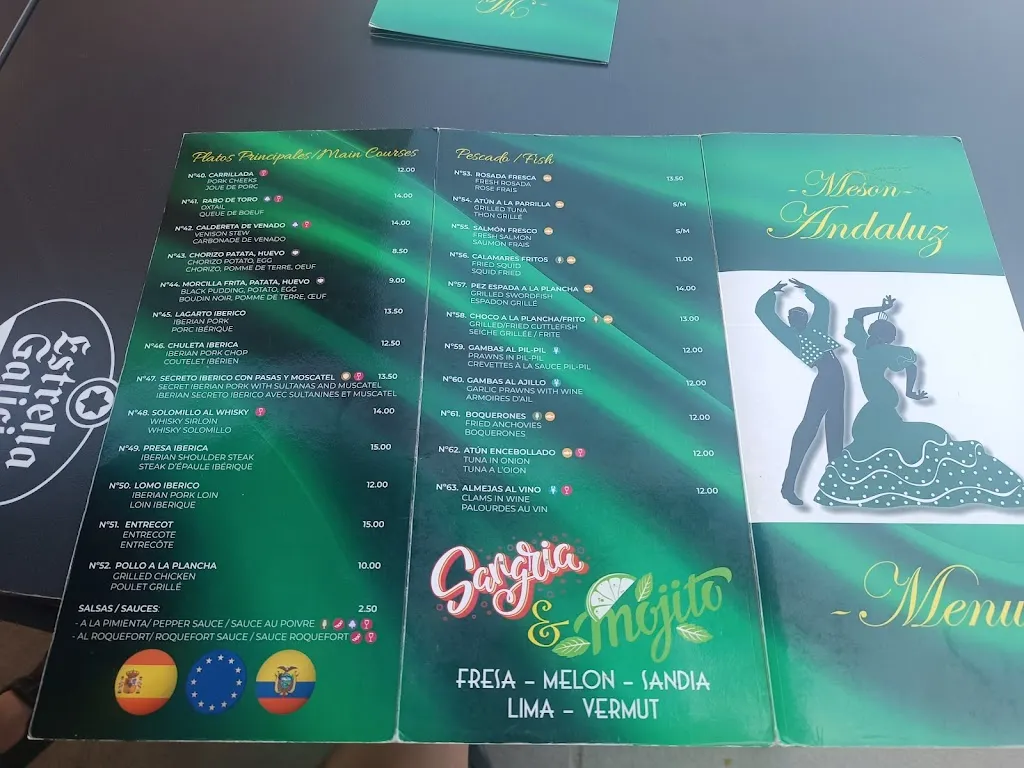 Platos Principales/Main Courses
Nº40. CARRILLADA 12.00
PORK CHEEKS
JOUE DE PORC
Nº41. RABO DE TORO 14.00
OXTAIL
QUEUE DE BOEUF
Nº42. CALDERETA DE VENADO 14.00
VENISON STEW
CARBONADE DE VENADO
Nº43. CHORIZO PATATA, HUEVO 8.50
CHORIZO POTATO, EGG
CHORIZO, POMME DE TERRE, OEUF
Nº44. MORCILLA FRITA, PATATA, HUEVO 9.00
BLACK PUDDING, POTATO, EGG
BOUDIN NOIR, POMME DE TERRE, ŒUF
Nº45. LAGARTO IBERICO 13.50
IBERIAN PORK
PORC IBÉRIQUE
Nº46. CHULETA IBERICA 12.50
IBERIAN PORK CHOP
COUTELET IBÉRIEN
Nº47. SECRETO IBERICO CON PASAS Y MOSCATEL 13.50
SECRET IBERIAN PORK WITH SULTANAS AND MUSCATEL
IBERIAN SECRETO IBERICO AVEC SULTANINES ET MUSCATEL
Nº48. SOLOMILLO AL WHISKY 14.00
WHISKY SIRLOIN
WHISKY SOLOMILLO
Nº49. PRESA IBERICA 15.00
IBERIAN SHOULDER STEAK
STEAK D'ÉPAULE IBÉRIQUE
Nº50. LOMO IBERICO 12.00
IBERIAN PORK LOIN
LOIN IBERIQUE
Nº51. ENTRECOT 15.00
ENTRECOTE
ENTRECÔTE
Nº52. POLLO A LA PLANCHA 10.00
GRILLED CHICKEN
POULET GRILLÉ
SALSAS / SAUCES: 2.50
- A LA PIMIENTA/ PEPPER SAUCE / SAUCE AU POIVRE
- AL ROQUEFORT/ ROQUEFORT SAUCE / SAUCE ROQUEFORT
Pescado / Fish
Nº53. ROSADA FRESCA 13.50
FRESH ROSADA
ROSE FRAIS
Nº54. ATÚN A LA PARRILLA S/M
GRILLED TUNA
THON GRILLÉ
Nº55. SALMÓN FRESCO S/M
FRESH SALMON
SAUMON FRAIS
Nº56. CALAMARES FRITOS 11.00
FRIED SQUID
SQUID FRIED
Nº57. PEZ ESPADA A LA PLANCHA 14.00
GRILLED SWORDFISH
ESPADON GRILLÉ
Nº58. CHOCO A LA PLANCHA/FRITO 13.00
GRILLED/FRIED CUTTLEFISH
SEICHE GRILLÉE / FRITE
Nº59. GAMBAS AL PIL-PIL 12.00
PRAWNS IN PIL-PIL
CREVETTES À LA SAUCE PIL-PIL
Nº60. GAMBAS AL AJILLO 12.00
GARLIC PRAWNS WITH WINE
ARMOIRES D'AIL
Nº61. BOQUERONES 12.00
FRIED ANCHOVIES
BOQUERONES
Nº62. ATÚN ENCEBOLLADO 12.00
TUNA IN ONION
TUNA A L'OION
Nº63. ALMEJAS AL VINO 12.00
CLAMS IN WINE
PALOURDES AU VIN
Sangria
& mojito
FRESA - MELON - SANDIA
LIMA - VERMUT
-Meson-
Andaluz
-Menu
Estrella
Galici